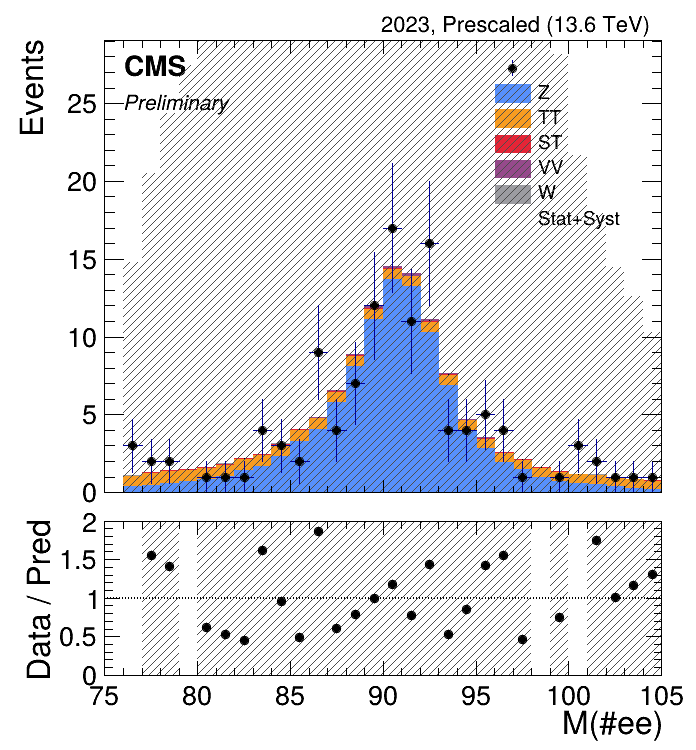 2023, Prescaled (13.6 TeV)
CMS
Preliminary
Events
25
20
15
10
5
0
Z
TT
ST
VV
W
Stat+Syst
Data / Pred
2
1.5
1
0.5
0
75 80 85 90 95 100 105
M(#ee)